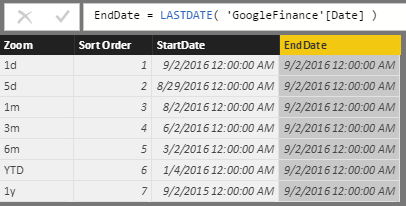 EndDate = LASTDATE( 'GoogleFinance'[Date] )
Zoom Sort Order StartDate EndDate
1d 1 9/2/2016 12:00:00 AM 9/2/2016 12:00:00 AM
5d 2 8/29/2016 12:00:00 AM 9/2/2016 12:00:00 AM
1m 3 8/2/2016 12:00:00 AM 9/2/2016 12:00:00 AM
3m 4 6/2/2016 12:00:00 AM 9/2/2016 12:00:00 AM
6m 5 3/2/2016 12:00:00 AM 9/2/2016 12:00:00 AM
YTD 6 1/4/2016 12:00:00 AM 9/2/2016 12:00:00 AM
1y 7 9/2/2015 12:00:00 AM 9/2/2016 12:00:00 AM